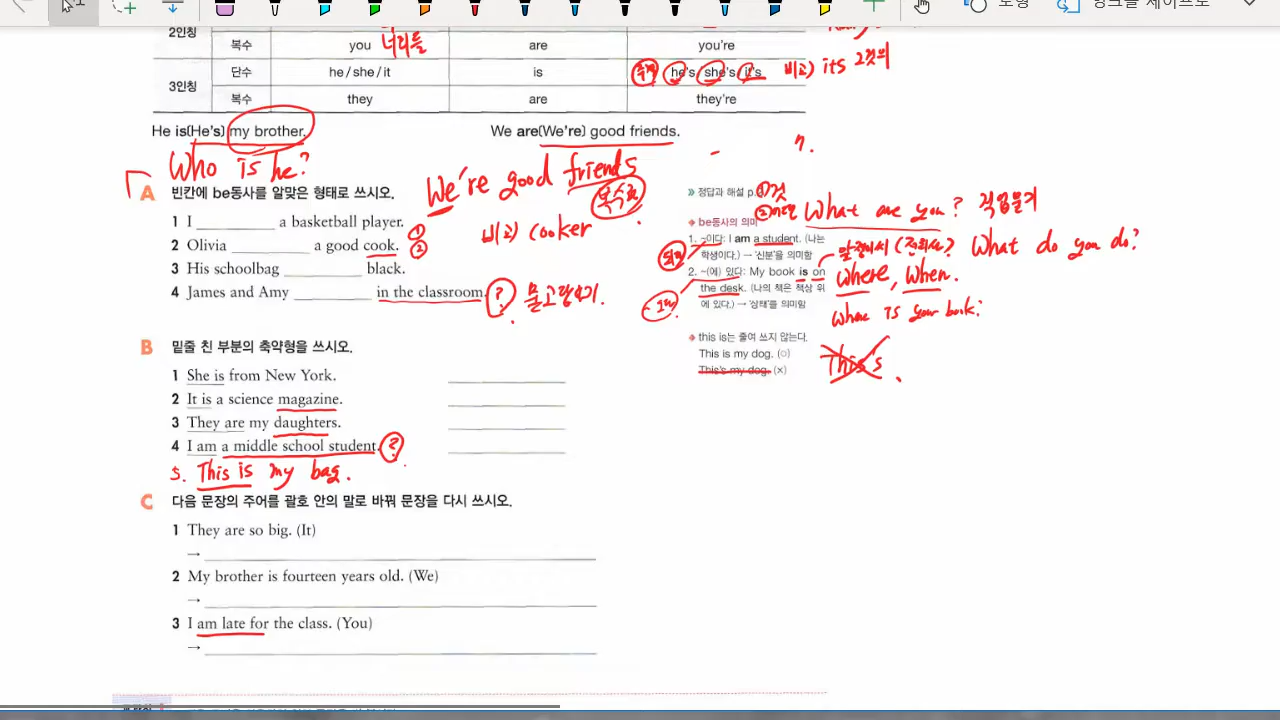 2인칭
복수 you 너희들 are you're
단수 he / she / it is he's she's it's 비교) its 그것의
3인칭
복수 they are they're
He is(He's) my brother. We are(We're) good friends.
Who is he?
We're good friends
복수요
비교) cooker
A 빈칸에 be동사를 알맞은 형태로 쓰시오.
1 I ________ a basketball player.
2 Olivia ________ a good cook. ① ②
3 His schoolbag ________ black.
4 James and Amy ________ in the classroom. ? 묻고 답하기.
» 정답과 해설 p.
What are you? 직업묻기
What do you do?
be동사의 의미
1. ~이다: I am a student. (나는
학생이다.) → '신분'을 의미함
2. ~(에) 있다: My book is on
the desk. (나의 책은 책상 위
에 있다.) → '상태'를 의미함
where, when.
where is your book?
this is는 줄여 쓰지 않는다.
This is my dog. (○)
This's my dog. (×)
This's
B 밑줄 친 부분의 축약형을 쓰시오.
1 She is from New York.
2 It is a science magazine.
3 They are my daughters.
4 I am a middle school student. ?
5. This is my bag.
C 다음 문장의 주어를 괄호 안의 말로 바꿔 문장을 다시 쓰시오.
1 They are so big. (It)
→
2 My brother is fourteen years old. (We)
→
3 I am late for the class. (You)
→